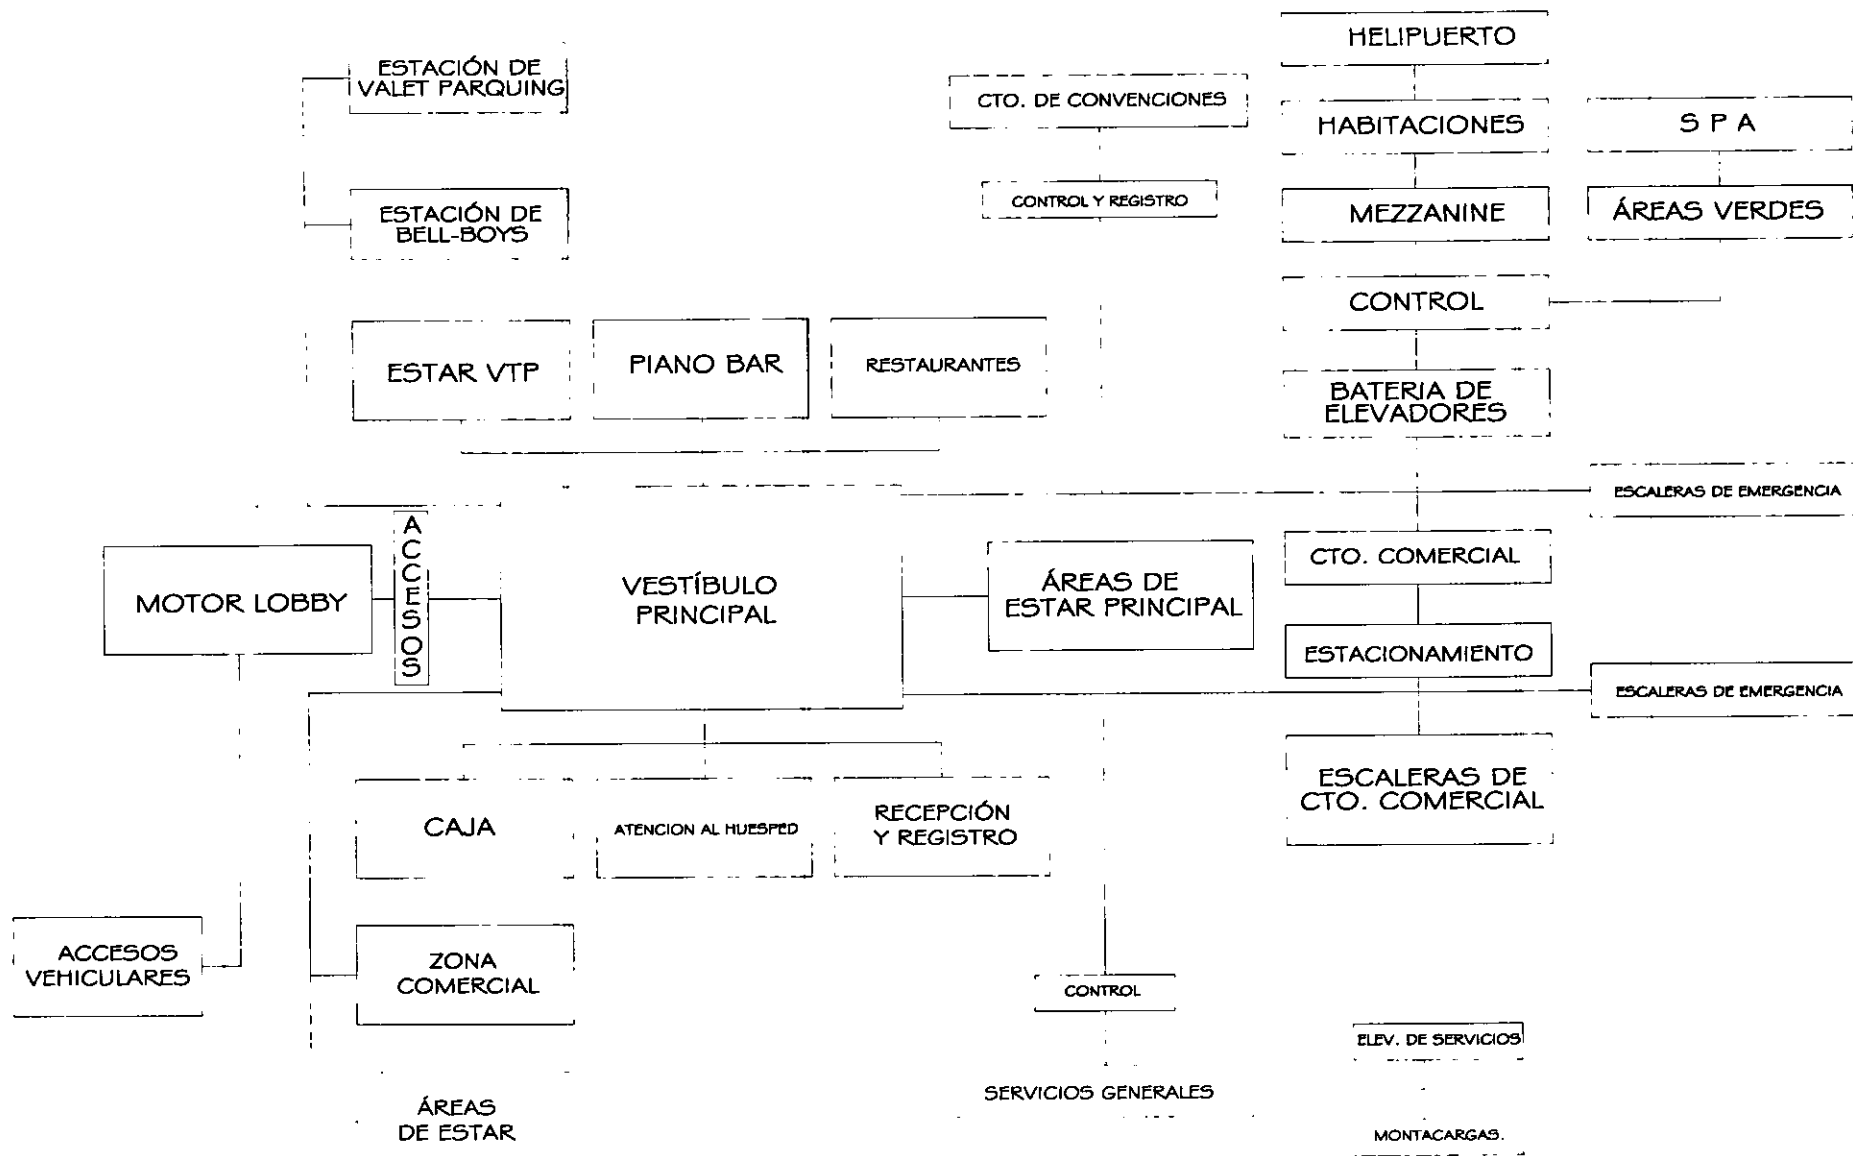 HELIPUERTO
ESTACIÓN DE
VALET PARQUING
CTO. DE CONVENCIONES
HABITACIONES
S P A
CONTROL Y REGISTRO
ESTACIÓN DE
BELL-BOYS
MEZZANINE
ÁREAS VERDES
CONTROL
ESTAR VTP
PIANO BAR
RESTAURANTES
BATERIA DE
ELEVADORES
ESCALERAS DE EMERGENCIA
ACCESOS
CTO. COMERCIAL
MOTOR LOBBY
VESTÍBULO
PRINCIPAL
ÁREAS DE
ESTAR PRINCIPAL
ESTACIONAMIENTO
ESCALERAS DE EMERGENCIA
CAJA
ATENCION AL HUESPED
RECEPCIÓN
Y REGISTRO
ESCALERAS DE
CTO. COMERCIAL
ACCESOS
VEHICULARES
ZONA
COMERCIAL
CONTROL
ELEV. DE SERVICIOS
SERVICIOS GENERALES
ÁREAS
DE ESTAR
MONTACARGAS.